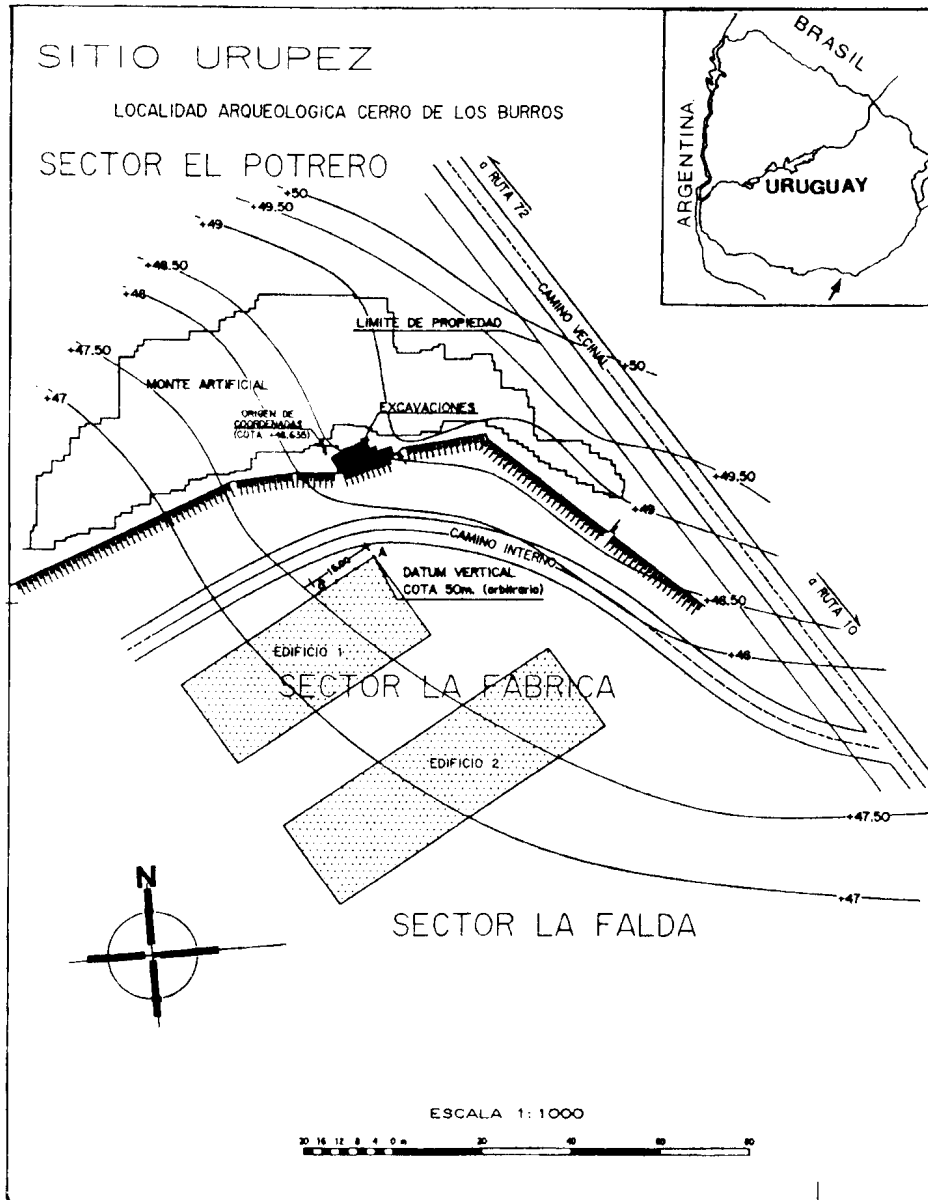 SITIO URUPEZ
LOCALIDAD ARQUEOLOGICA CERRO DE LOS BURROS
SECTOR EL POTRERO
BRASIL
ARGENTINA
URUGUAY
a RUTA 72
+50
+49.50
+49
+48.50
+48
+47.50
+47
CAMINO VECINAL
LIMITE DE PROPIEDAD
+50
MONTE ARTIFICIAL
EXCAVACIONES
ORIGEN DE
COORDENADAS
(COTA +48.635)
+49.50
+49
CAMINO INTERNO
A
DATUM VERTICAL
COTA 50m. (arbitrario)
+48.50
a RUTA 10
+48
EDIFICIO 1
SECTOR LA FABRICA
EDIFICIO 2
+47.50
+47
SECTOR LA FALDA
N
ESCALA 1:1000
20 16 12 8 4 0 m 20 40 60 80